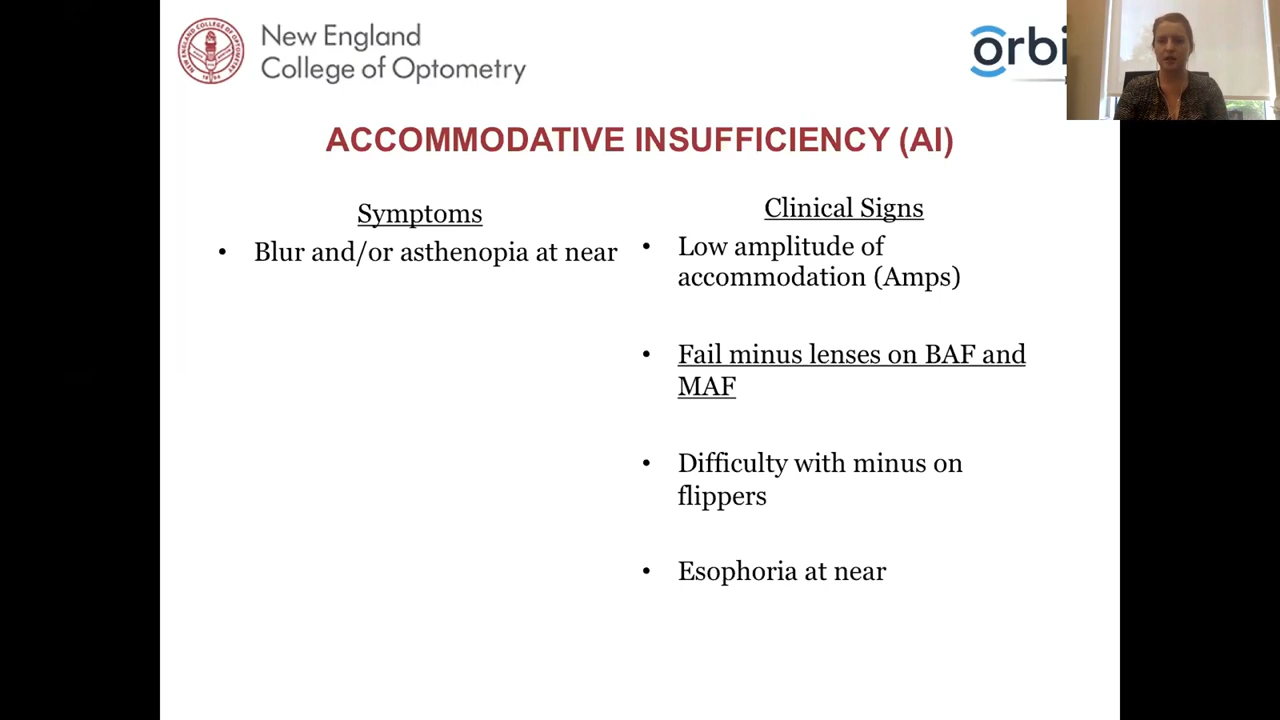 New England
College of Optometry
orbi
ACCOMMODATIVE INSUFFICIENCY (AI)
Symptoms
• Blur and/or asthenopia at near
Clinical Signs
• Low amplitude of
accommodation (Amps)
• Fail minus lenses on BAF and
MAF
• Difficulty with minus on
flippers
• Esophoria at near